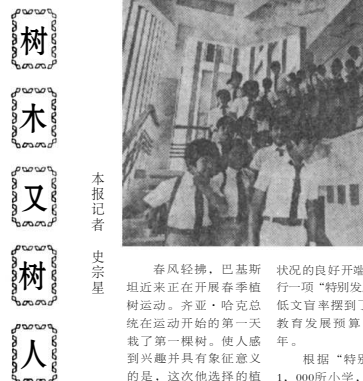 树木又树人
本报记者 史宗星
春风轻拂，巴基斯
坦近来正在开展春季植
树运动。齐亚·哈克总
统在运动开始的第一天
栽了第一棵树。使人感
到兴趣并具有象征意义
的是，这次他选择的植
状况的良好开端
行一项“特别发
低文盲率摆到了
教育发展预算
年。
根据“特别
1，000所小学，